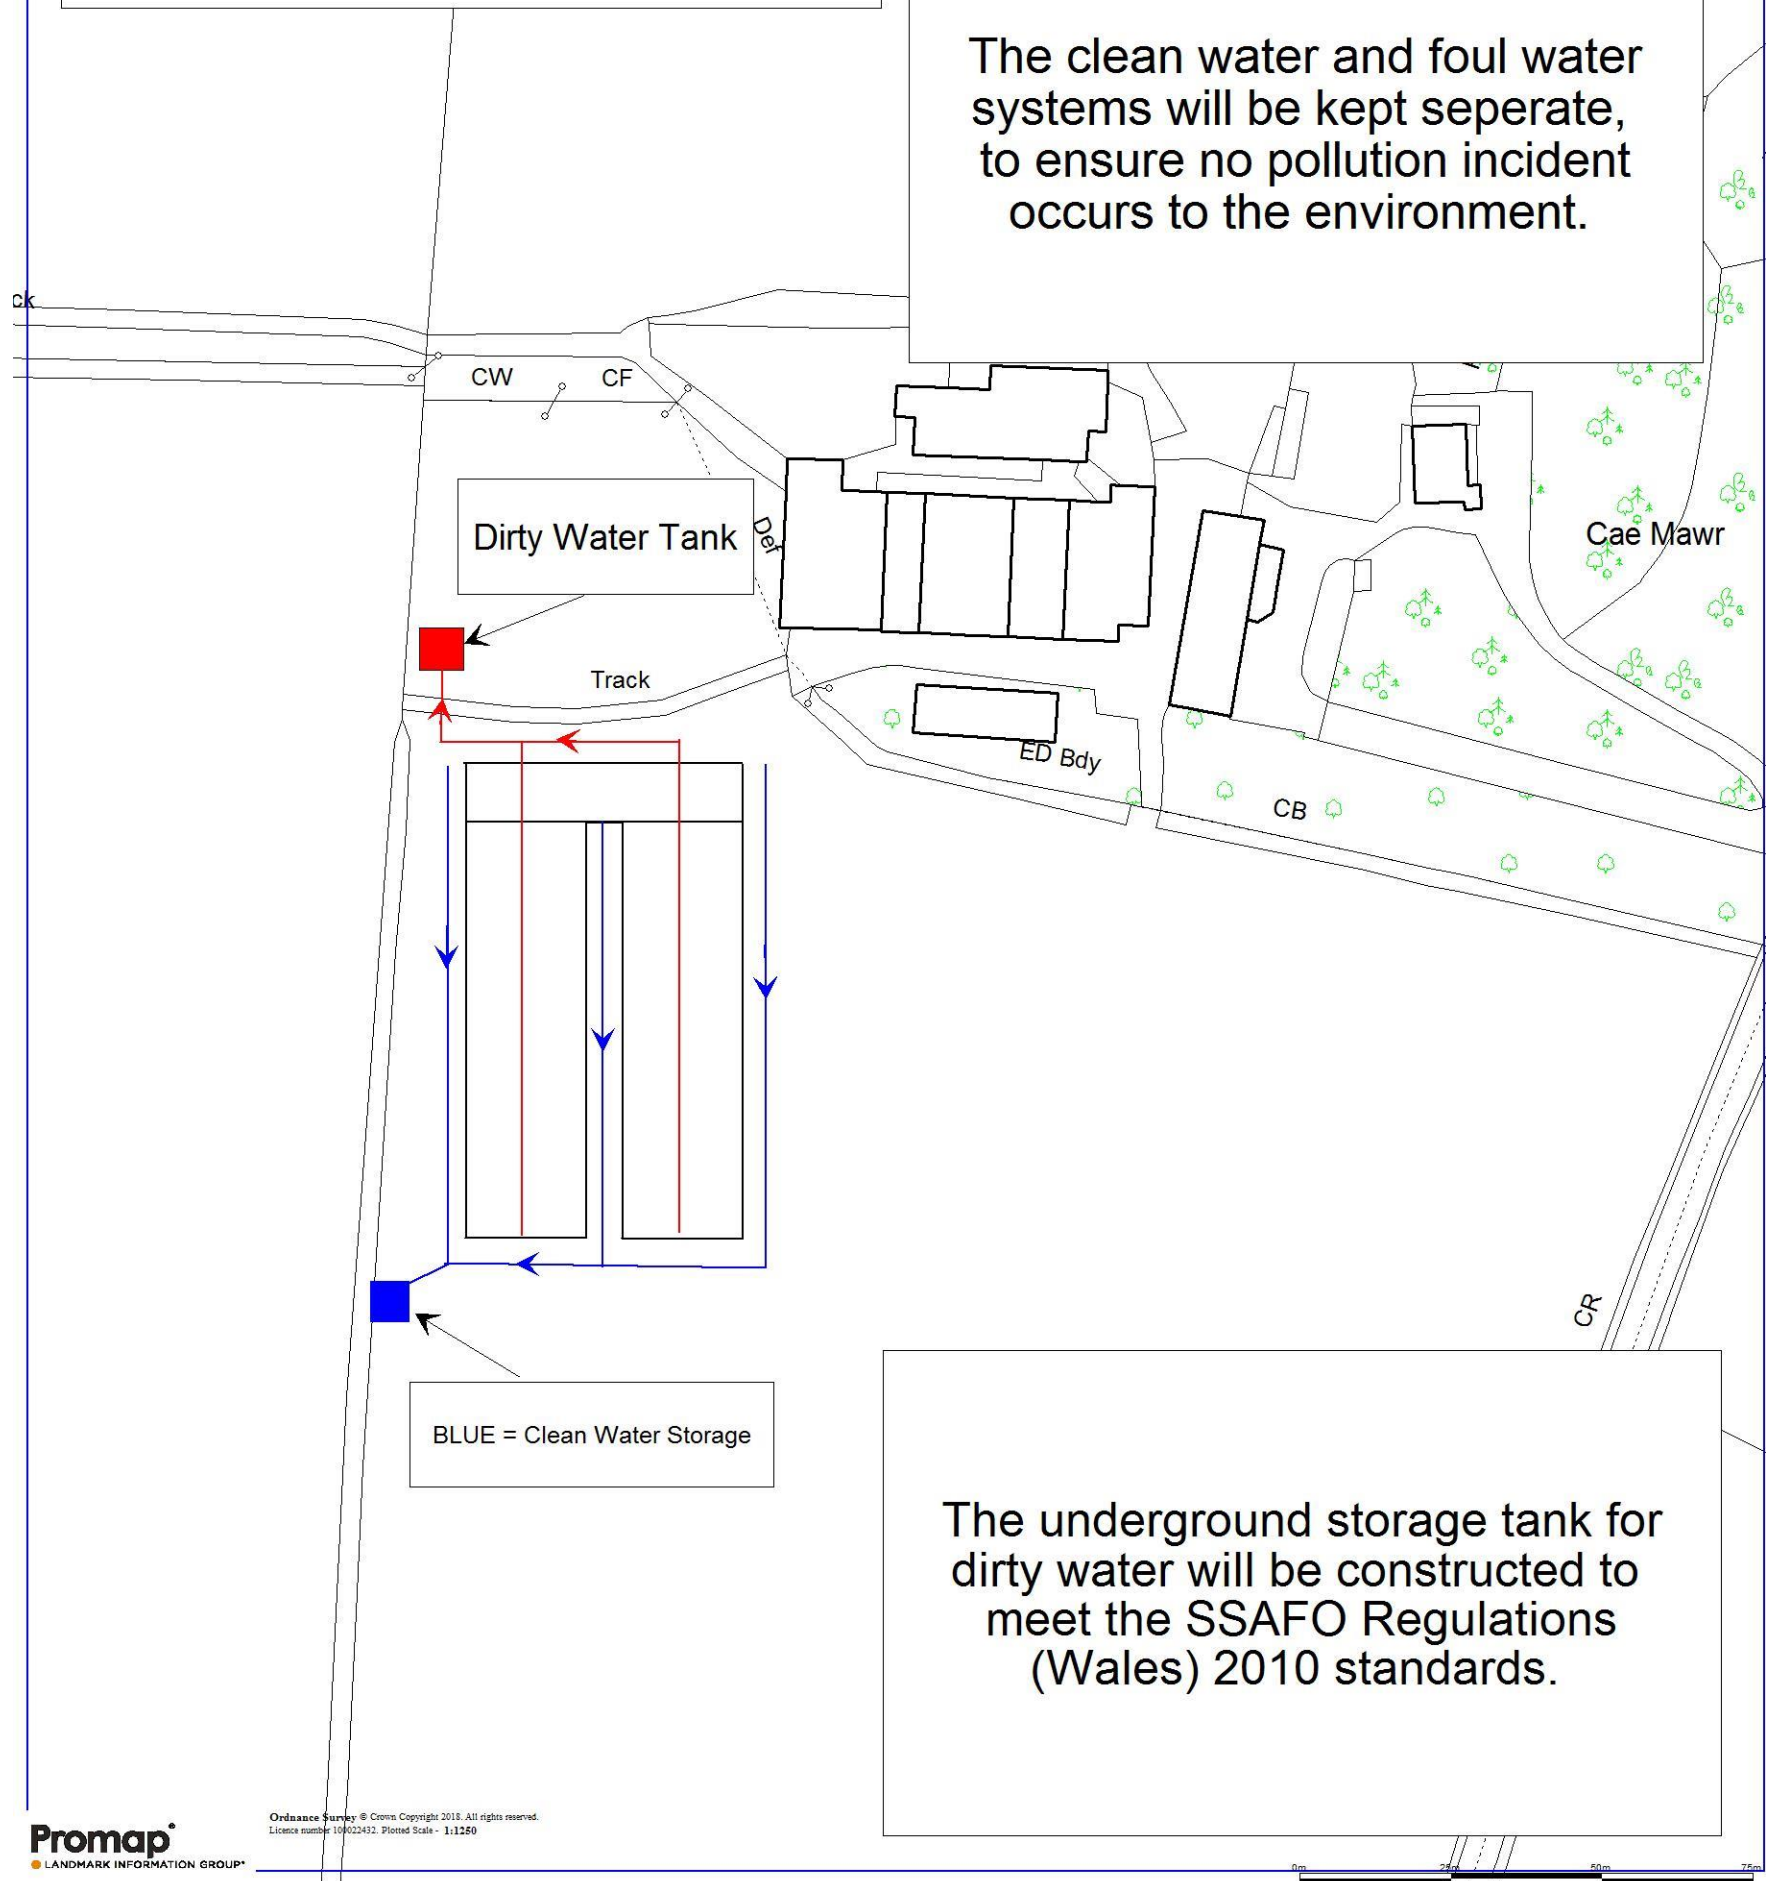 The clean water and foul water
systems will be kept seperate,
to ensure no pollution incident
occurs to the environment.
ck
CW
CF
Dirty Water Tank
Def
Cae Mawr
Track
ED Bdy
CB
CR
BLUE = Clean Water Storage
The underground storage tank for
dirty water will be constructed to
meet the SSAFO Regulations
(Wales) 2010 standards.
Promap
LANDMARK INFORMATION GROUP
Ordnance Survey © Crown Copyright 2018. All rights reserved.
Licence number 100022432. Plotted Scale - 1:1250
0m
25m
50m
75m